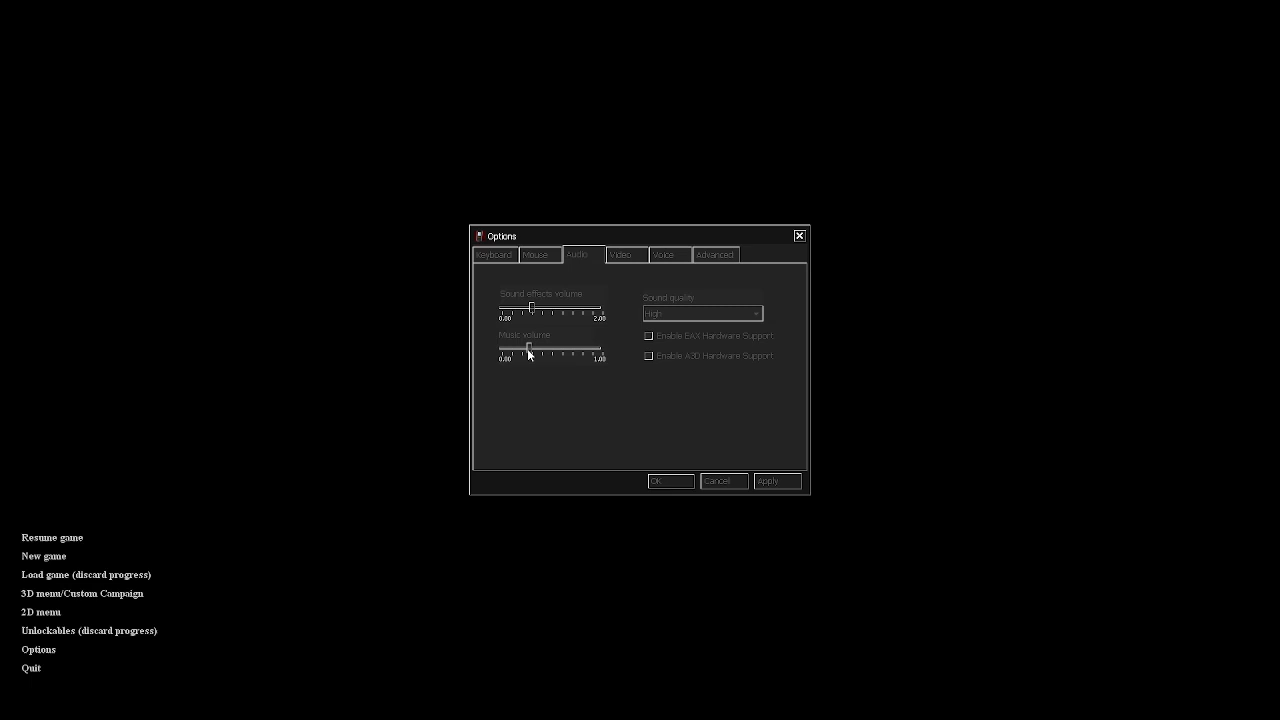 Options
Keyboard Mouse Audio Video Voice Advanced
Sound effects volume
0.00 2.00
Music volume
0.00 1.00
Sound quality
High
Enable EAX Hardware Support
Enable A3D Hardware Support
OK Cancel Apply
Resume game
New game
Load game (discard progress)
3D menu/Custom Campaign
2D menu
Unlockables (discard progress)
Options
Quit